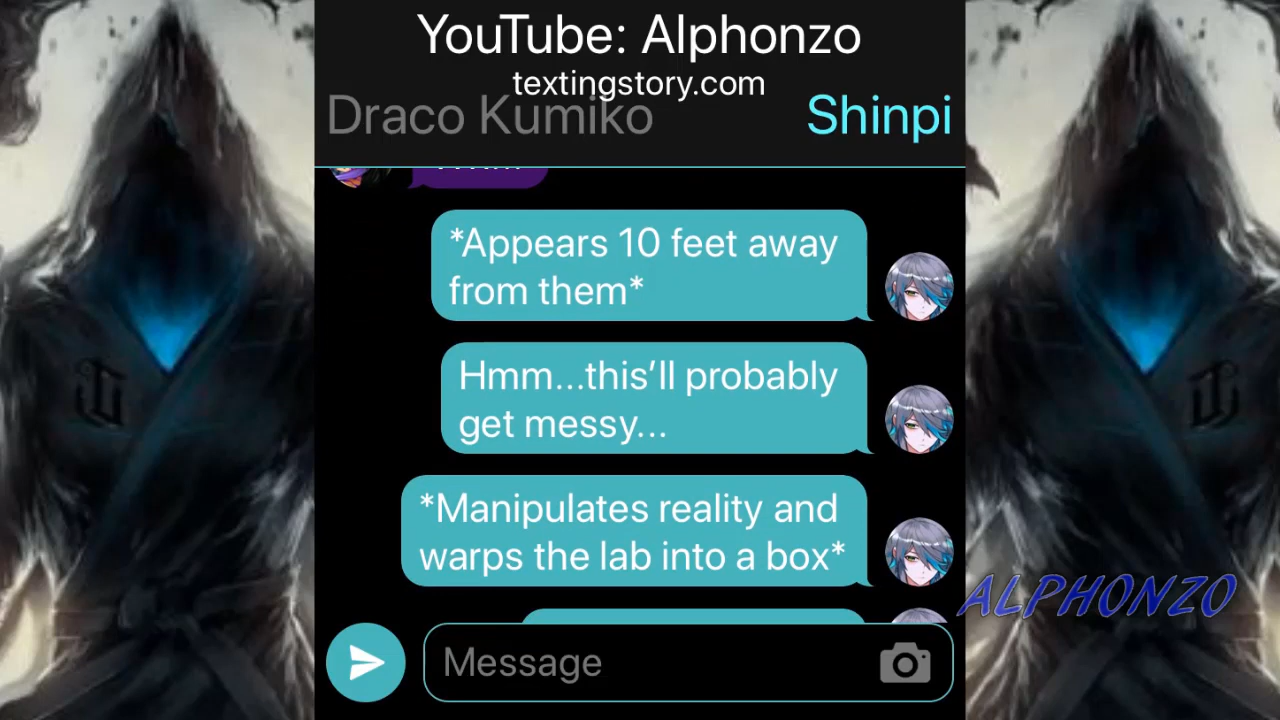 YouTube: Alphonzo
textingstory.com
Draco Kumiko
Shinpi
*Appears 10 feet away
from them*
Hmm...this’ll probably
get messy...
*Manipulates reality and
warps the lab into a box*
ALPHONZO
Message